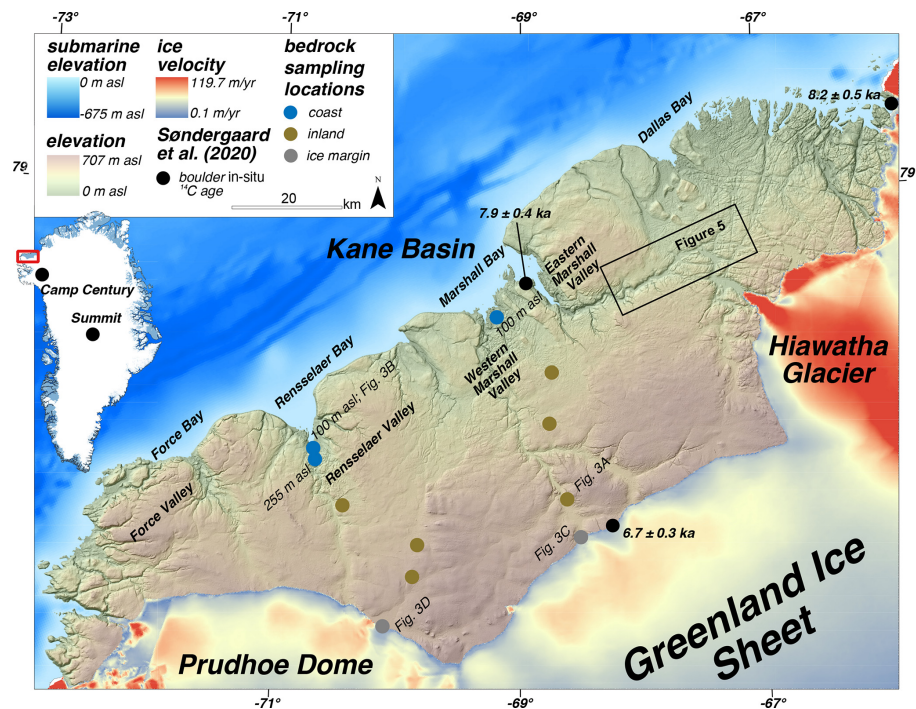 -73°
-71°
-69°
-67°
submarine
elevation
0 m asl
-675 m asl
ice
velocity
119.7 m/yr
0.1 m/yr
bedrock
sampling
locations
coast
inland
ice margin
elevation
707 m asl
0 m asl
Søndergaard
et al. (2020)
boulder in-situ
14C age
20
km
N
79
79
8.2 ± 0.5 ka
Dallas Bay
7.9 ± 0.4 ka
Kane Basin
Marshall Bay
Eastern
Marshall
Valley
Figure 5
100 m asl
Camp Century
Summit
Hiawatha
Glacier
Western
Marshall
Valley
Rensselaer Bay
100 m asl; Fig. 3B
Rensselaer Valley
Force Bay
255 m asl
Force Valley
Fig. 3A
Fig. 3C
6.7 ± 0.3 ka
Fig. 3D
Greenland Ice
Sheet
Prudhoe Dome
-71°
-69°
-67°